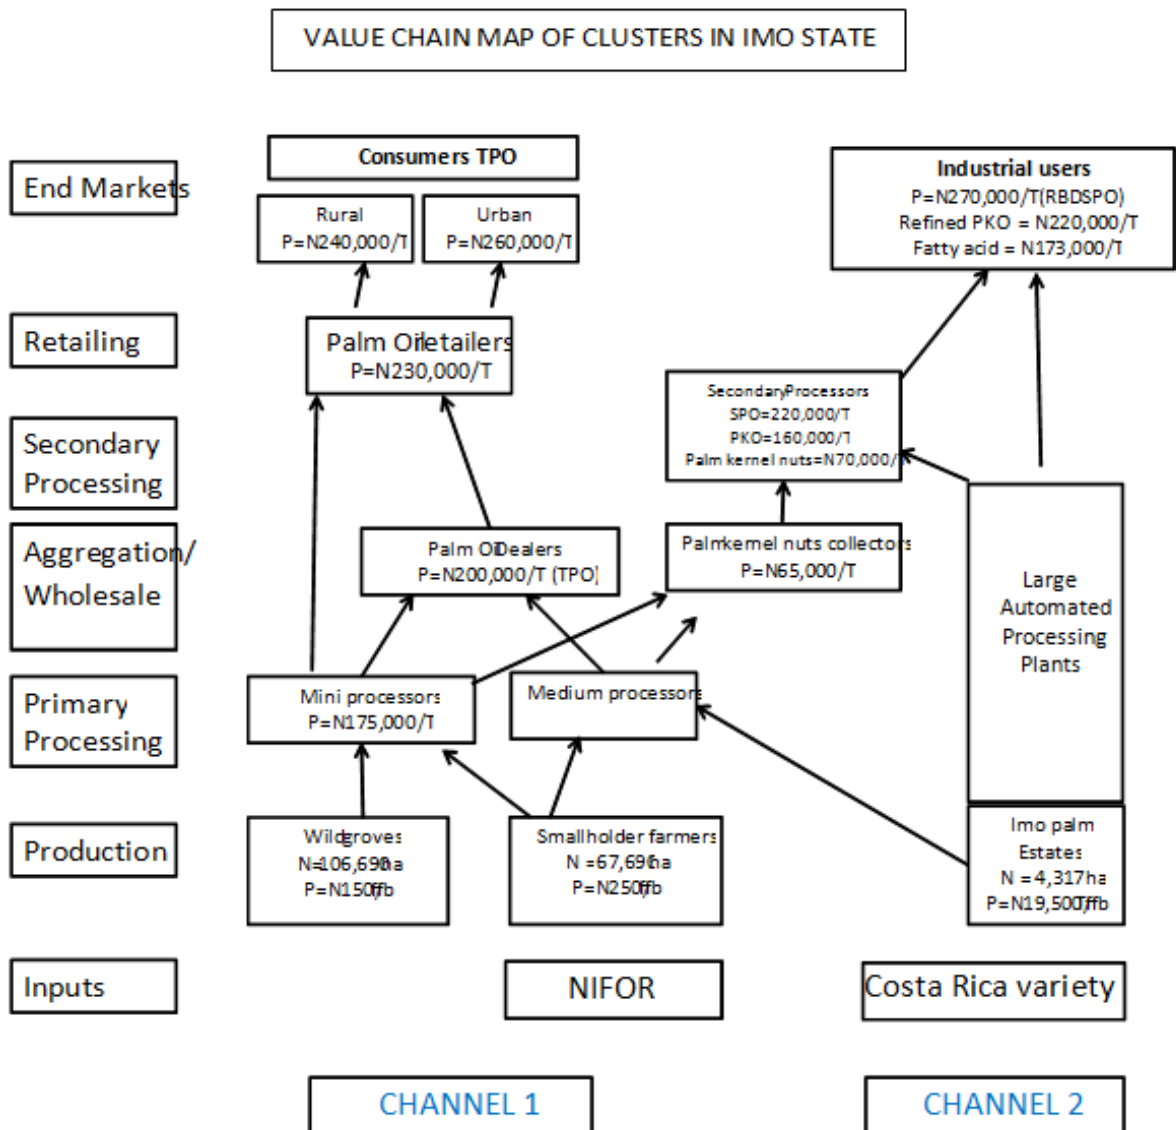 VALUE CHAIN MAP OF CLUSTERS IN IMO STATE
End Markets
Consumers TPO
Rural
P=N240,000/T
Urban
P=N260,000/T
Industrial users
P=N270,000/T(RBDSPO)
Refined PKO = N220,000/T
Fatty acid = N173,000/T
Retailing
Palm Oil etailers
P=N230,000/T
Secondary
Processing
SecondaryProcessors
SPO=220,000/T
PKO=160,000/T
Palm kernel nuts=N70,000/T
Aggregation/
Wholesale
Palm Oil Dealers
P=N200,000/T (TPO)
Palmkernel nuts collectors
P=N65,000/T
Large
Automated
Processing
Plants
Primary
Processing
Mini processors
P=N175,000/T
Medium processors
Production
Wildgroves
N=106,690ha
P=N150ffb
Smallholder farmers
N =67,690ha
P=N250ffb
Imo palm
Estates
N = 4,317ha
P=N19,500Tffb
Inputs
NIFOR
Costa Rica variety
CHANNEL 1
CHANNEL 2